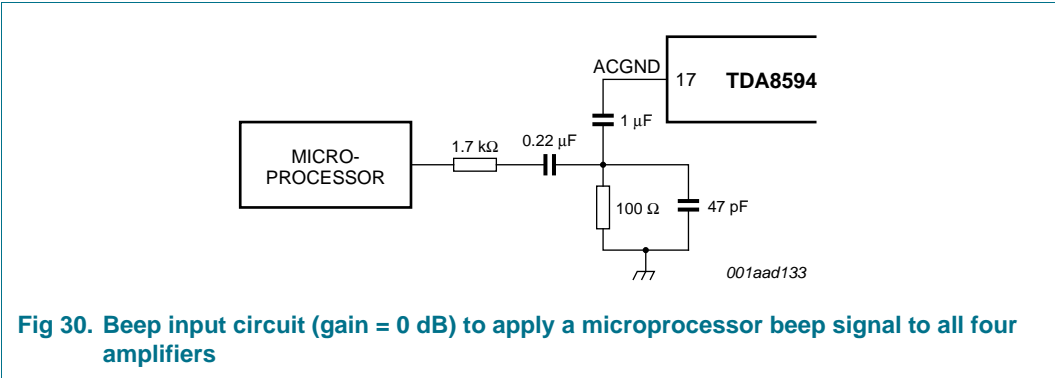 ACGND
17
TDA8594
1 μF
MICRO-
PROCESSOR
1.7 kΩ
0.22 μF
100 Ω
47 pF
001aad133
Fig 30. Beep input circuit (gain = 0 dB) to apply a microprocessor beep signal to all four
amplifiers